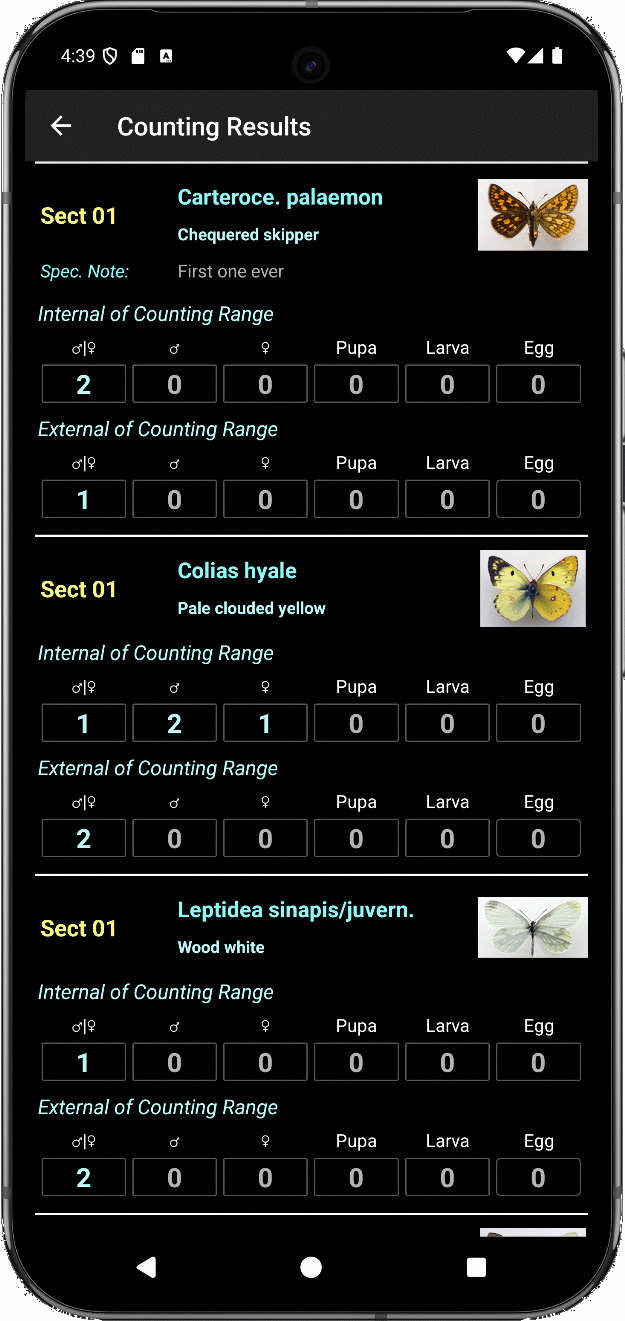 4:39
Counting Results
Sect 01
Carteroce. palaemon
Chequered skipper
Spec. Note: First one ever
Internal of Counting Range
♂|♀ ♂ ♀ Pupa Larva Egg
2 0 0 0 0 0
External of Counting Range
♂|♀ ♂ ♀ Pupa Larva Egg
1 0 0 0 0 0
Sect 01
Colias hyale
Pale clouded yellow
Internal of Counting Range
♂|♀ ♂ ♀ Pupa Larva Egg
1 2 1 0 0 0
External of Counting Range
♂|♀ ♂ ♀ Pupa Larva Egg
2 0 0 0 0 0
Sect 01
Leptidea sinapis/juvern.
Wood white
Internal of Counting Range
♂|♀ ♂ ♀ Pupa Larva Egg
1 0 0 0 0 0
External of Counting Range
♂|♀ ♂ ♀ Pupa Larva Egg
2 0 0 0 0 0